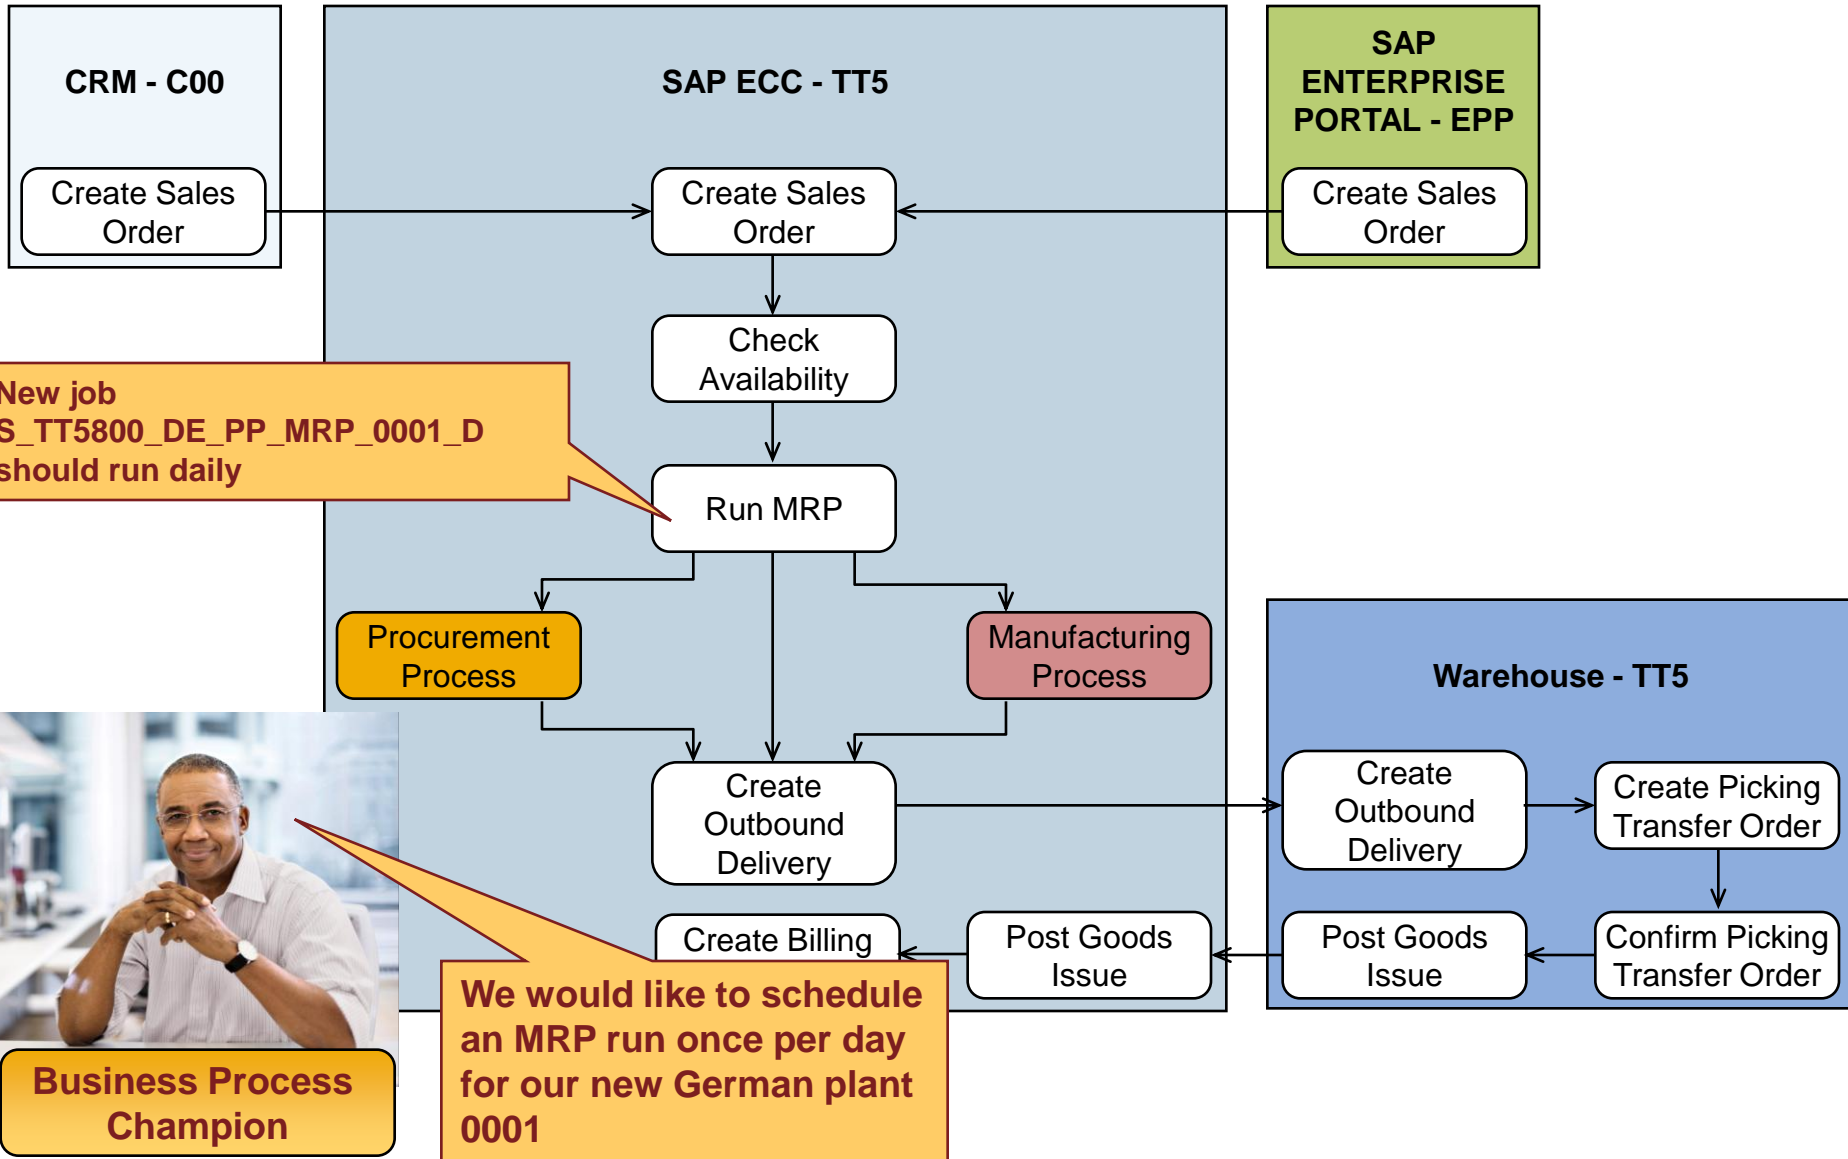 CRM - C00
SAP ECC - TT5
SAP
ENTERPRISE
PORTAL - EPP
Create Sales
Order
Create Sales
Order
Create Sales
Order
Check
Availability
New job
S_TT5800_DE_PP_MRP_0001_D
should run daily
Run MRP
Procurement
Process
Manufacturing
Process
Warehouse - TT5
Create
Outbound
Delivery
Create
Outbound
Delivery
Create Picking
Transfer Order
Create Billing
Post Goods
Issue
Post Goods
Issue
Confirm Picking
Transfer Order
We would like to schedule
an MRP run once per day
for our new German plant
0001
Business Process
Champion